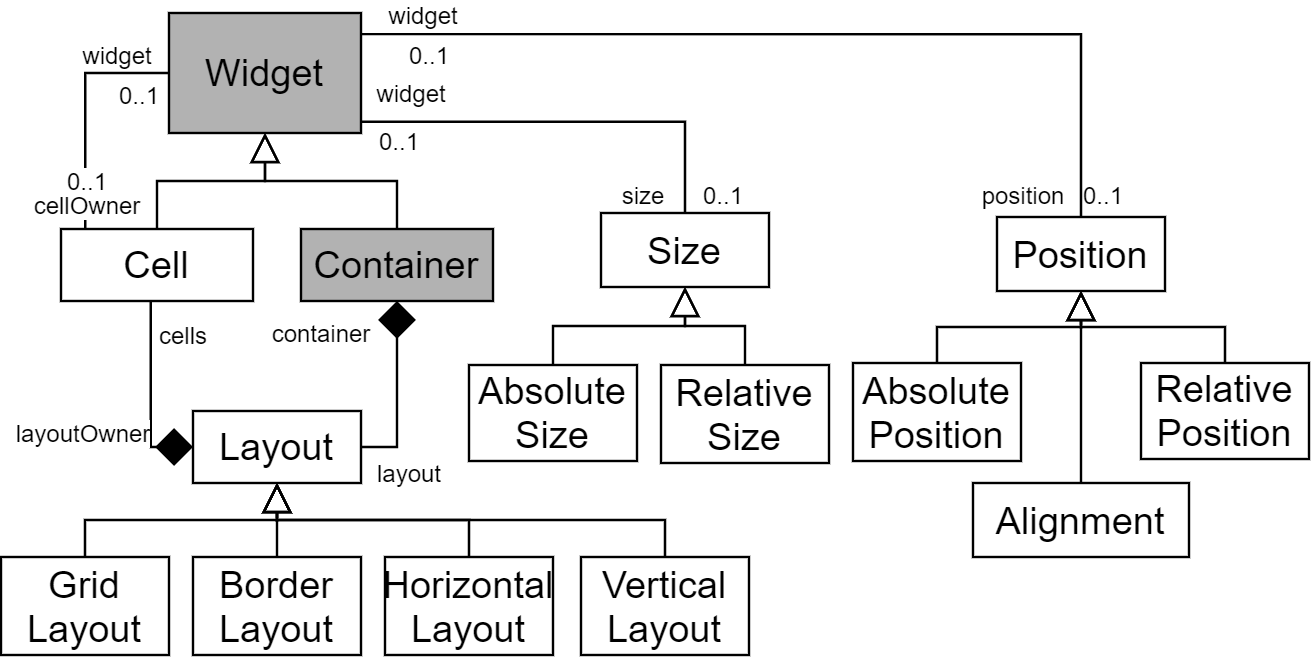 widget
widget
0..1
Widget
0..1
widget
0..1
0..1
cellOwner
size
0..1
position
0..1
Cell
Container
Size
Position
cells
container
Absolute
Size
Relative
Size
Absolute
Position
Relative
Position
layoutOwner
Layout
layout
Alignment
Grid
Layout
Border
Layout
Horizontal
Layout
Vertical
Layout